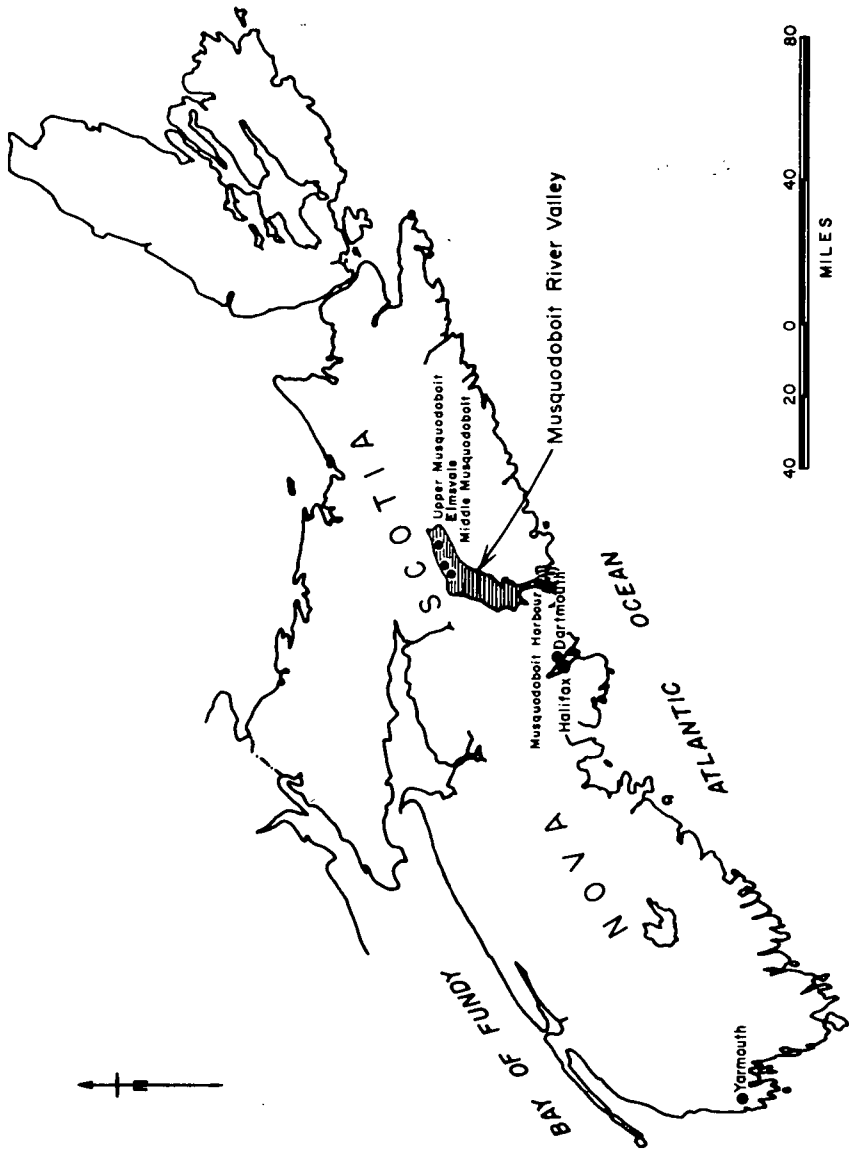 N
NOVA SCOTIA
BAY OF FUNDY
ATLANTIC OCEAN
Upper Musquodoboit
Elmsvale
Middle Musquodoboit
Musquodoboit River Valley
Musquodoboit Harbour
Dartmouth
Halifax
Yarmouth
40 20 0 40 80
MILES